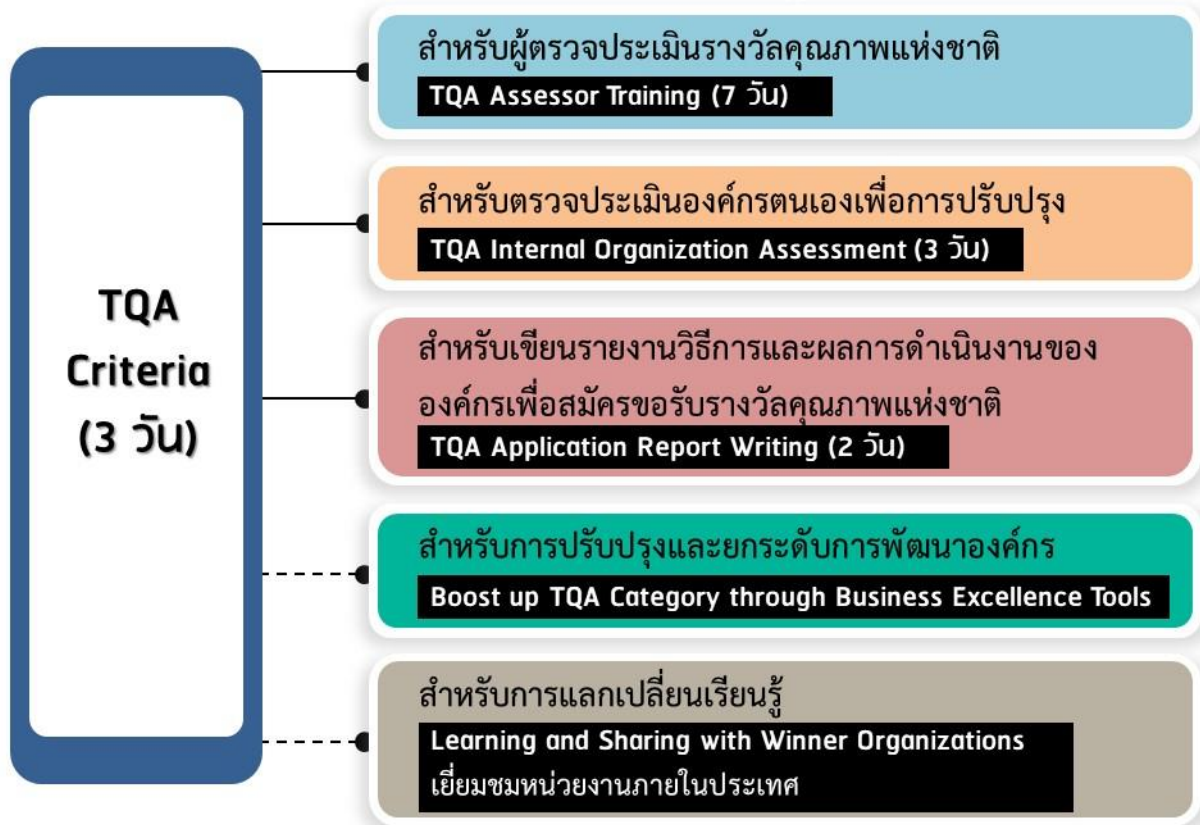 TQA
Criteria
(3 วัน)
สำหรับผู้ตรวจประเมินรางวัลคุณภาพแห่งชาติ
TQA Assessor Training (7 วัน)
สำหรับตรวจประเมินองค์กรตนเองเพื่อการปรับปรุง
TQA Internal Organization Assessment (3 วัน)
สำหรับเขียนรายงานวิธีการและผลการดำเนินงานของ
องค์กรเพื่อสมัครขอรับรางวัลคุณภาพแห่งชาติ
TQA Application Report Writing (2 วัน)
สำหรับการปรับปรุงและยกระดับการพัฒนาองค์กร
Boost up TQA Category through Business Excellence Tools
สำหรับการแลกเปลี่ยนเรียนรู้
Learning and Sharing with Winner Organizations
เยี่ยมชมหน่วยงานภายในประเทศ